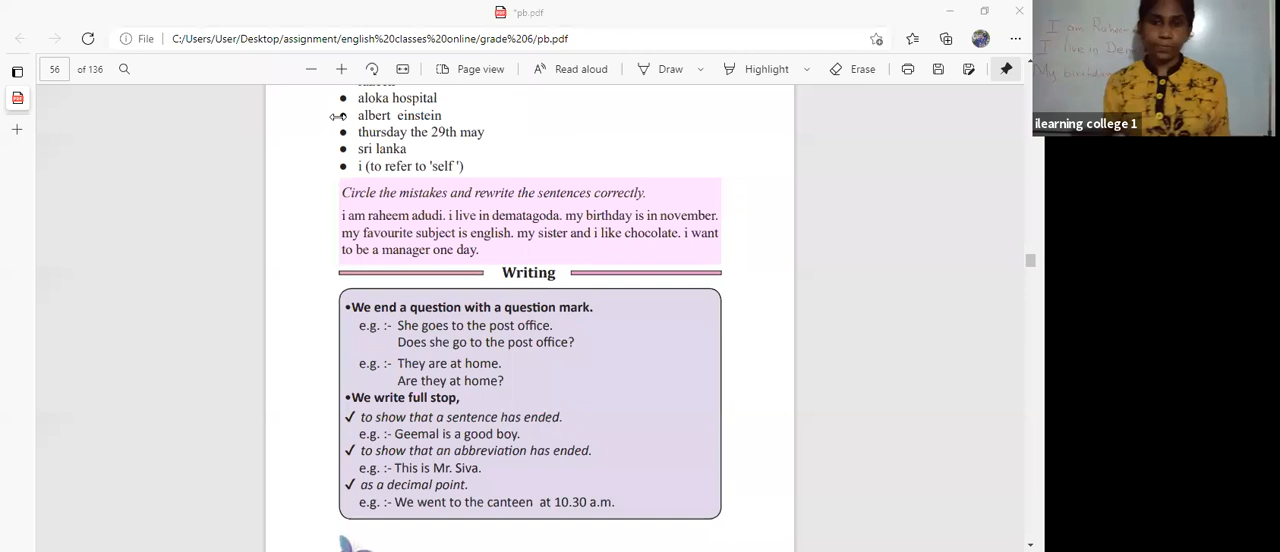 *pb.pdf
File C:/Users/User/Desktop/assignment/english%20classes%20online/grade%206/pb.pdf
56 of 136 Page view Read aloud Draw Highlight Erase
aloka hospital
albert einstein
thursday the 29th may
sri lanka
i (to refer to 'self ')
Circle the mistakes and rewrite the sentences correctly.
i am raheem adudi. i live in dematagoda. my birthday is in november.
my favourite subject is english. my sister and i like chocolate. i want
to be a manager one day.
Writing
•We end a question with a question mark.
e.g. :- She goes to the post office.
Does she go to the post office?
e.g. :- They are at home.
Are they at home?
•We write full stop,
✓ to show that a sentence has ended.
e.g. :- Geemal is a good boy.
✓ to show that an abbreviation has ended.
e.g. :- This is Mr. Siva.
✓ as a decimal point.
e.g. :- We went to the canteen at 10.30 a.m.
I am Raheem
I live in Dem
My birthday
ilearning college 1